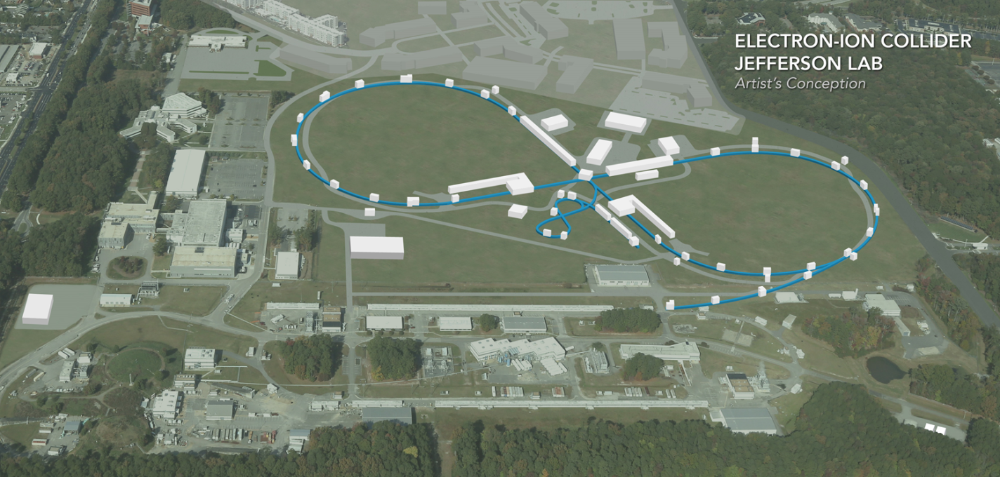 ELECTRON-ION COLLIDER
JEFFERSON LAB
Artist's Conception